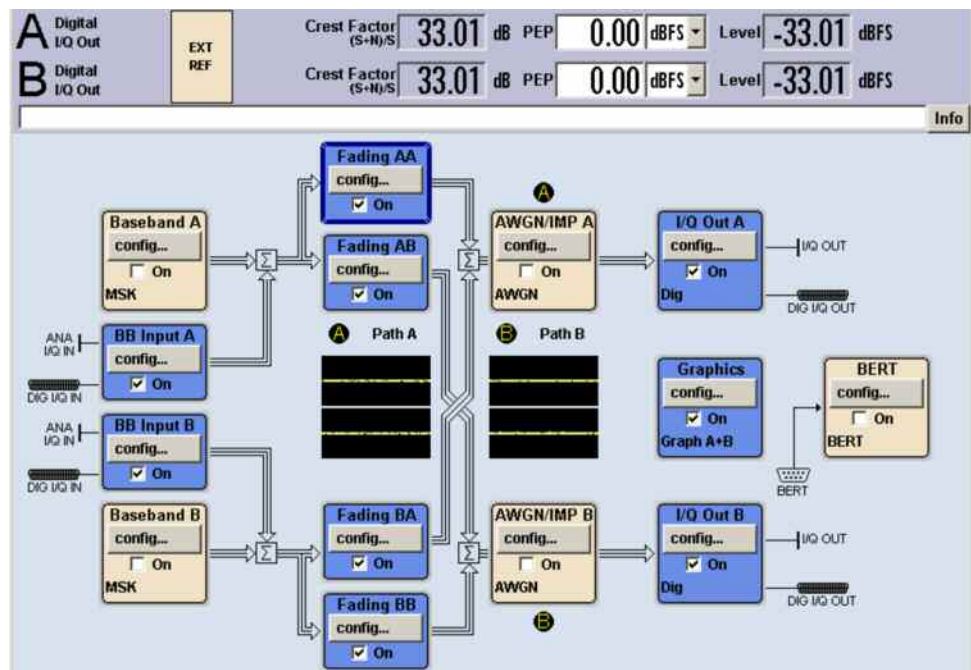 A Digital I/Q Out
EXT REF
Crest Factor (S+N)/S 33.01 dB PEP 0.00 dBFS Level -33.01 dBFS
B Digital I/Q Out
Crest Factor (S+N)/S 33.01 dB PEP 0.00 dBFS Level -33.01 dBFS
Info
Fading AA
config...
On
A
Baseband A
config...
On
MSK
Σ
Fading AB
config...
On
Σ
AWGN/IMP A
config...
On
AWGN
I/Q Out A
config...
On
Dig
I/Q OUT
DIG I/Q OUT
ANA I/Q IN
DIG I/Q IN
BB Input A
config...
On
A Path A
B Path B
Graphics
config...
On
Graph A+B
BERT
config...
On
BERT
BERT
ANA I/Q IN
DIG I/Q IN
BB Input B
config...
On
Baseband B
config...
On
MSK
Σ
Fading BA
config...
On
Σ
AWGN/IMP B
config...
On
AWGN
B
I/Q Out B
config...
On
Dig
I/Q OUT
DIG I/Q OUT
Fading BB
config...
On